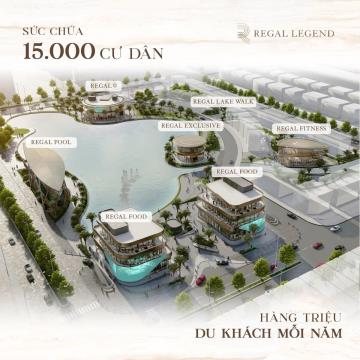 SỨC CHỨA
15.000 CƯ DÂN
REGAL LEGEND
REGAL 0
REGAL LAKE WALK
REGAL EXCLUSIVE
REGAL FITNESS
REGAL POOL
REGAL FOOD
REGAL FOOD
HÀNG TRIỆU
DU KHÁCH MỖI NĂM